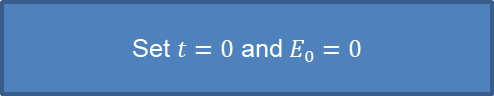 Set 𝑡 = 0 and 𝐸₀ = 0